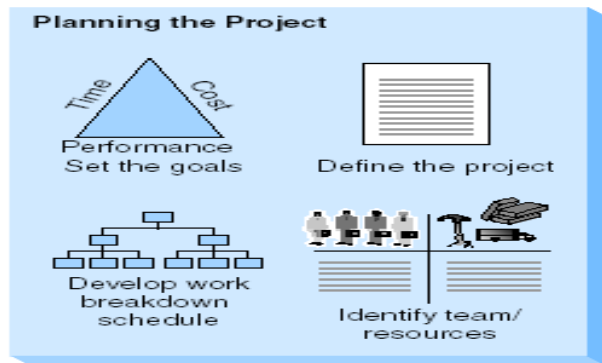 Planning the Project
Time
Cost
Performance
Set the goals
Define the project
Develop work
breakdown
schedule
Identify team/
resources